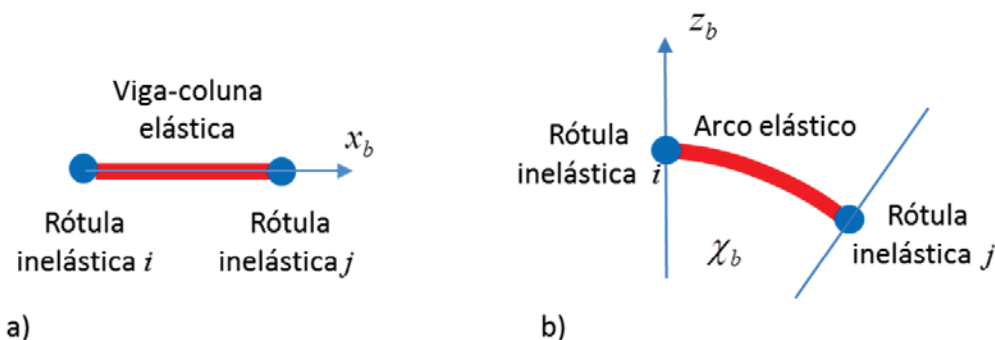 Viga-coluna
elástica
x_b
Rótula
inelástica i
Rótula
inelástica j
a)
z_b
Rótula
inelástica i
Arco elástico
χ_b
Rótula
inelástica j
b)